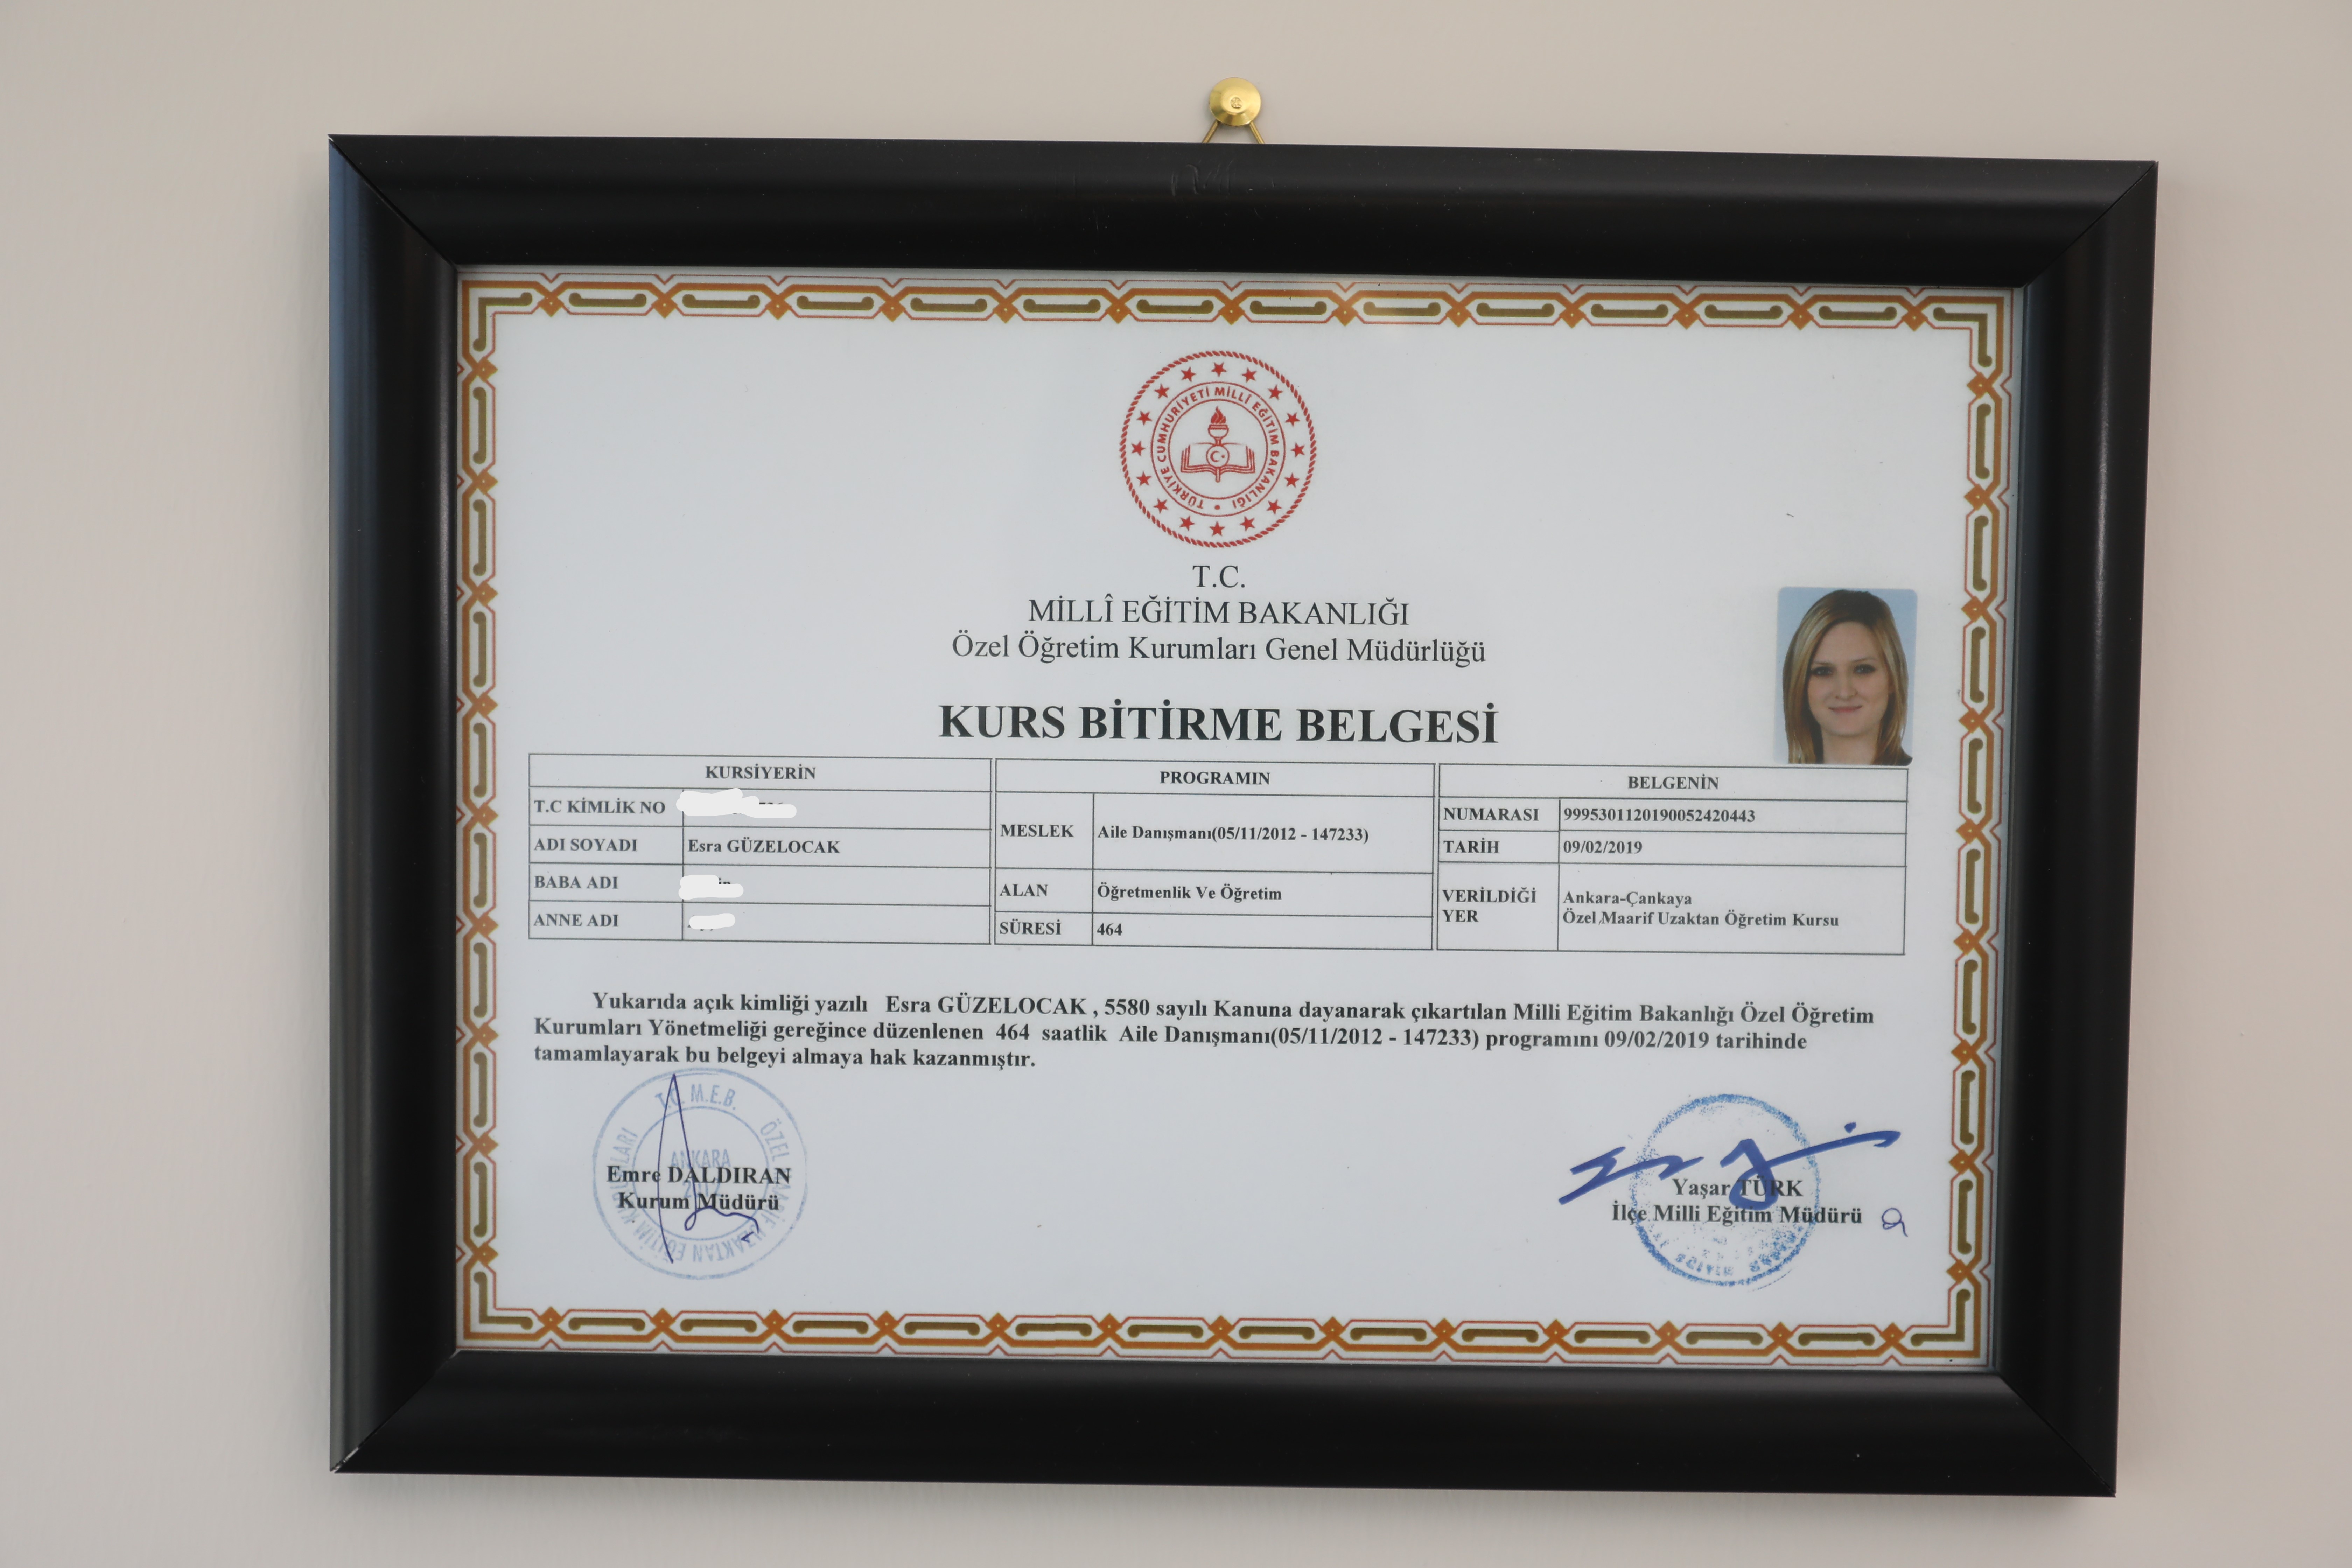 TÜRKİYE CUMHURİYETİ MİLLÎ EĞİTİM BAKANLIĞI
T.C.
MİLLÎ EĞİTİM BAKANLIĞI
Özel Öğretim Kurumları Genel Müdürlüğü
KURS BİTİRME BELGESİ
KURSİYERİN
T.C KİMLİK NO
ADI SOYADI Esra GÜZELOCAK
BABA ADI
ANNE ADI
PROGRAMIN
MESLEK Aile Danışmanı(05/11/2012 - 147233)
ALAN Öğretmenlik Ve Öğretim
SÜRESİ 464
BELGENİN
NUMARASI 9995301120190052420443
TARİH 09/02/2019
VERİLDİĞİ YER Ankara-Çankaya
Özel Maarif Uzaktan Öğretim Kursu
Yukarıda açık kimliği yazılı Esra GÜZELOCAK , 5580 sayılı Kanuna dayanarak çıkartılan Milli Eğitim Bakanlığı Özel Öğretim
Kurumları Yönetmeliği gereğince düzenlenen 464 saatlik Aile Danışmanı(05/11/2012 - 147233) programını 09/02/2019 tarihinde
tamamlayarak bu belgeyi almaya hak kazanmıştır.
T.C. M.E.B. ÖZEL UZAKTAN EĞİTİM
ANKARA
Emre DALDIRAN
Kurum Müdürü
Yaşar TÜRK
İlçe Milli Eğitim Müdürü